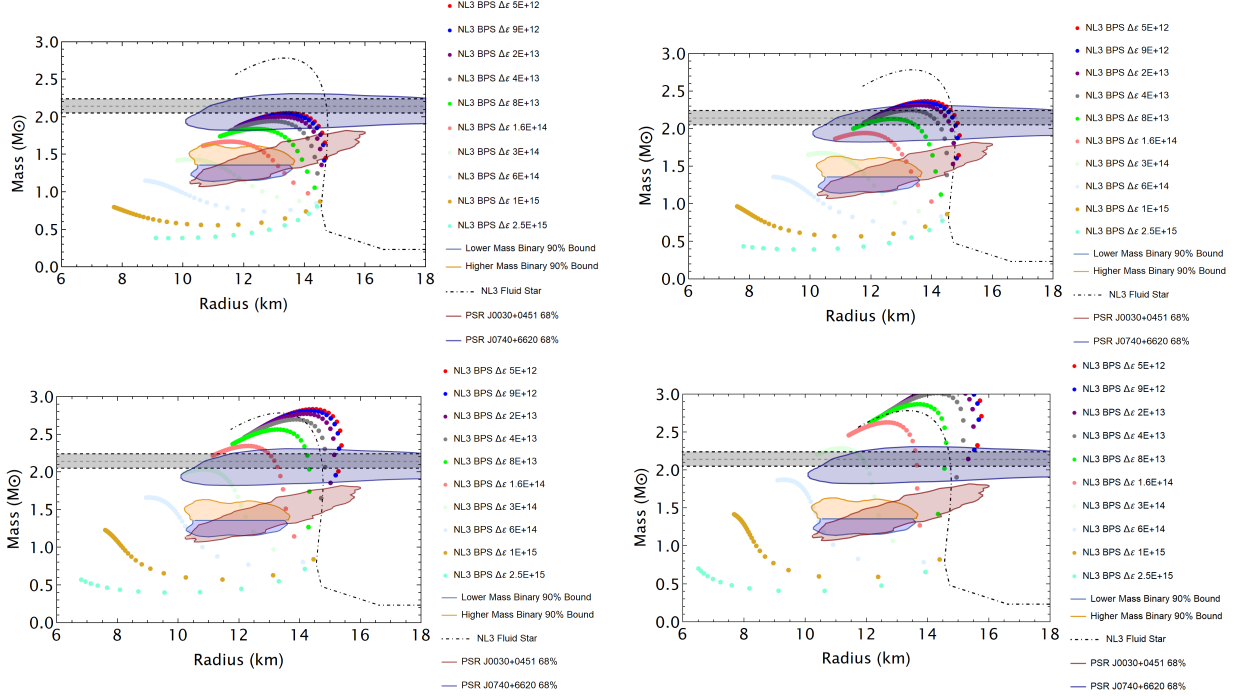 NL3 BPS Δε 5E+12
NL3 BPS Δε 9E+12
NL3 BPS Δε 2E+13
NL3 BPS Δε 4E+13
NL3 BPS Δε 8E+13
NL3 BPS Δε 1.6E+14
NL3 BPS Δε 3E+14
NL3 BPS Δε 6E+14
NL3 BPS Δε 1E+15
NL3 BPS Δε 2.5E+15
Lower Mass Binary 90% Bound
Higher Mass Binary 90% Bound
NL3 Fluid Star
PSR J0030+0451 68%
PSR J0740+6620 68%
3.0
2.5
2.0
1.5
1.0
0.5
0.0
Mass (M⊙)
6 8 10 12 14 16 18
Radius (km)
NL3 BPS Δε 5E+12
NL3 BPS Δε 9E+12
NL3 BPS Δε 2E+13
NL3 BPS Δε 4E+13
NL3 BPS Δε 8E+13
NL3 BPS Δε 1.6E+14
NL3 BPS Δε 3E+14
NL3 BPS Δε 6E+14
NL3 BPS Δε 1E+15
NL3 BPS Δε 2.5E+15
Lower Mass Binary 90% Bound
Higher Mass Binary 90% Bound
NL3 Fluid Star
PSR J0030+0451 68%
PSR J0740+6620 68%
3.0
2.5
2.0
1.5
1.0
0.5
0.0
Mass (M⊙)
6 8 10 12 14 16 18
Radius (km)
NL3 BPS Δε 5E+12
NL3 BPS Δε 9E+12
NL3 BPS Δε 2E+13
NL3 BPS Δε 4E+13
NL3 BPS Δε 8E+13
NL3 BPS Δε 1.6E+14
NL3 BPS Δε 3E+14
NL3 BPS Δε 6E+14
NL3 BPS Δε 1E+15
NL3 BPS Δε 2.5E+15
Lower Mass Binary 90% Bound
Higher Mass Binary 90% Bound
NL3 Fluid Star
PSR J0030+0451 68%
PSR J0740+6620 68%
3.0
2.5
2.0
1.5
1.0
0.5
0.0
Mass (M⊙)
6 8 10 12 14 16 18
Radius (km)
NL3 BPS Δε 5E+12
NL3 BPS Δε 9E+12
NL3 BPS Δε 2E+13
NL3 BPS Δε 4E+13
NL3 BPS Δε 8E+13
NL3 BPS Δε 1.6E+14
NL3 BPS Δε 3E+14
NL3 BPS Δε 6E+14
NL3 BPS Δε 1E+15
NL3 BPS Δε 2.5E+15
Lower Mass Binary 90% Bound
Higher Mass Binary 90% Bound
NL3 Fluid Star
PSR J0030+0451 68%
PSR J0740+6620 68%
3.0
2.5
2.0
1.5
1.0
0.5
0.0
Mass (M⊙)
6 8 10 12 14 16 18
Radius (km)